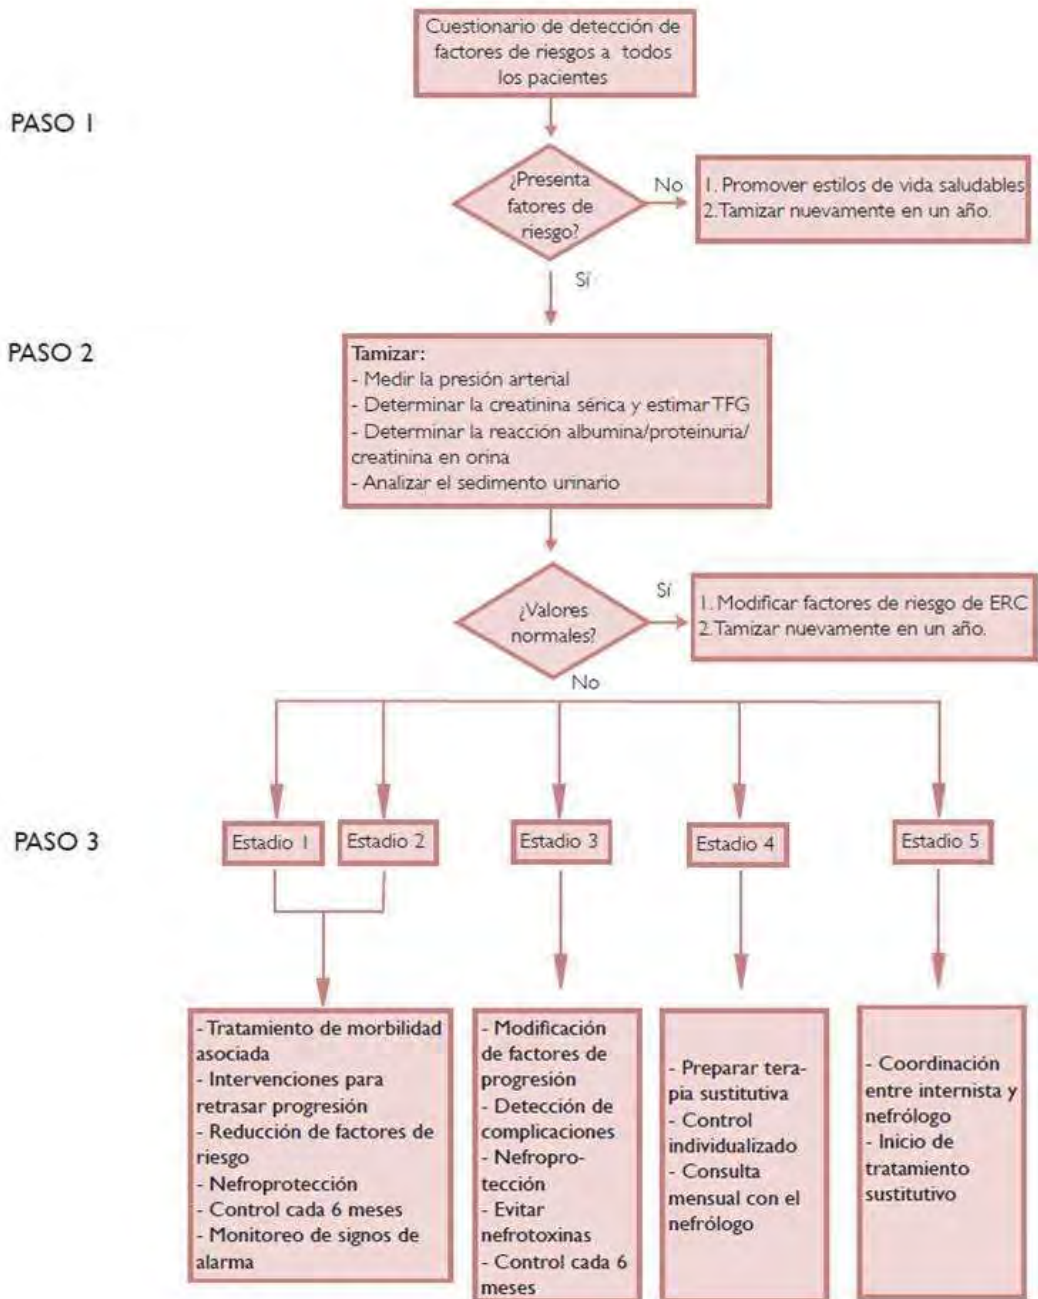 Cuestionario de detección de
factores de riesgos a todos
los pacientes
PASO 1
¿Presenta
fatores de
riesgo?
No
1. Promover estilos de vida saludables
2. Tamizar nuevamente en un año.
Sí
PASO 2
Tamizar:
- Medir la presión arterial
- Determinar la creatinina sérica y estimar TFG
- Determinar la reacción albumina/proteinuria/
creatinina en orina
- Analizar el sedimento urinario
¿Valores
normales?
Sí
1. Modificar factores de riesgo de ERC
2. Tamizar nuevamente en un año.
No
PASO 3
Estadio 1
Estadio 2
Estadio 3
Estadio 4
Estadio 5
- Tratamiento de morbilidad
asociada
- Intervenciones para
retrasar progresión
- Reducción de factores de
riesgo
- Nefroprotección
- Control cada 6 meses
- Monitoreo de signos de
alarma
- Modificación
de factores de
progresión
- Detección de
complicaciones
- Nefropro-
tección
- Evitar
nefrotoxinas
- Control cada 6
meses
- Preparar tera-
pia sustitutiva
- Control
individualizado
- Consulta
mensual con el
nefrólogo
- Coordinación
entre internista y
nefrólogo
- Inicio de
tratamiento
sustitutivo